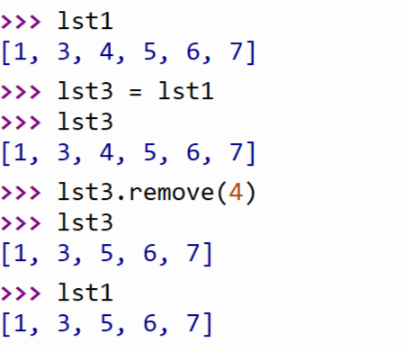 >>> lst1
[1, 3, 4, 5, 6, 7]
>>> lst3 = lst1
>>> lst3
[1, 3, 4, 5, 6, 7]
>>> lst3.remove(4)
>>> lst3
[1, 3, 5, 6, 7]
>>> lst1
[1, 3, 5, 6, 7]